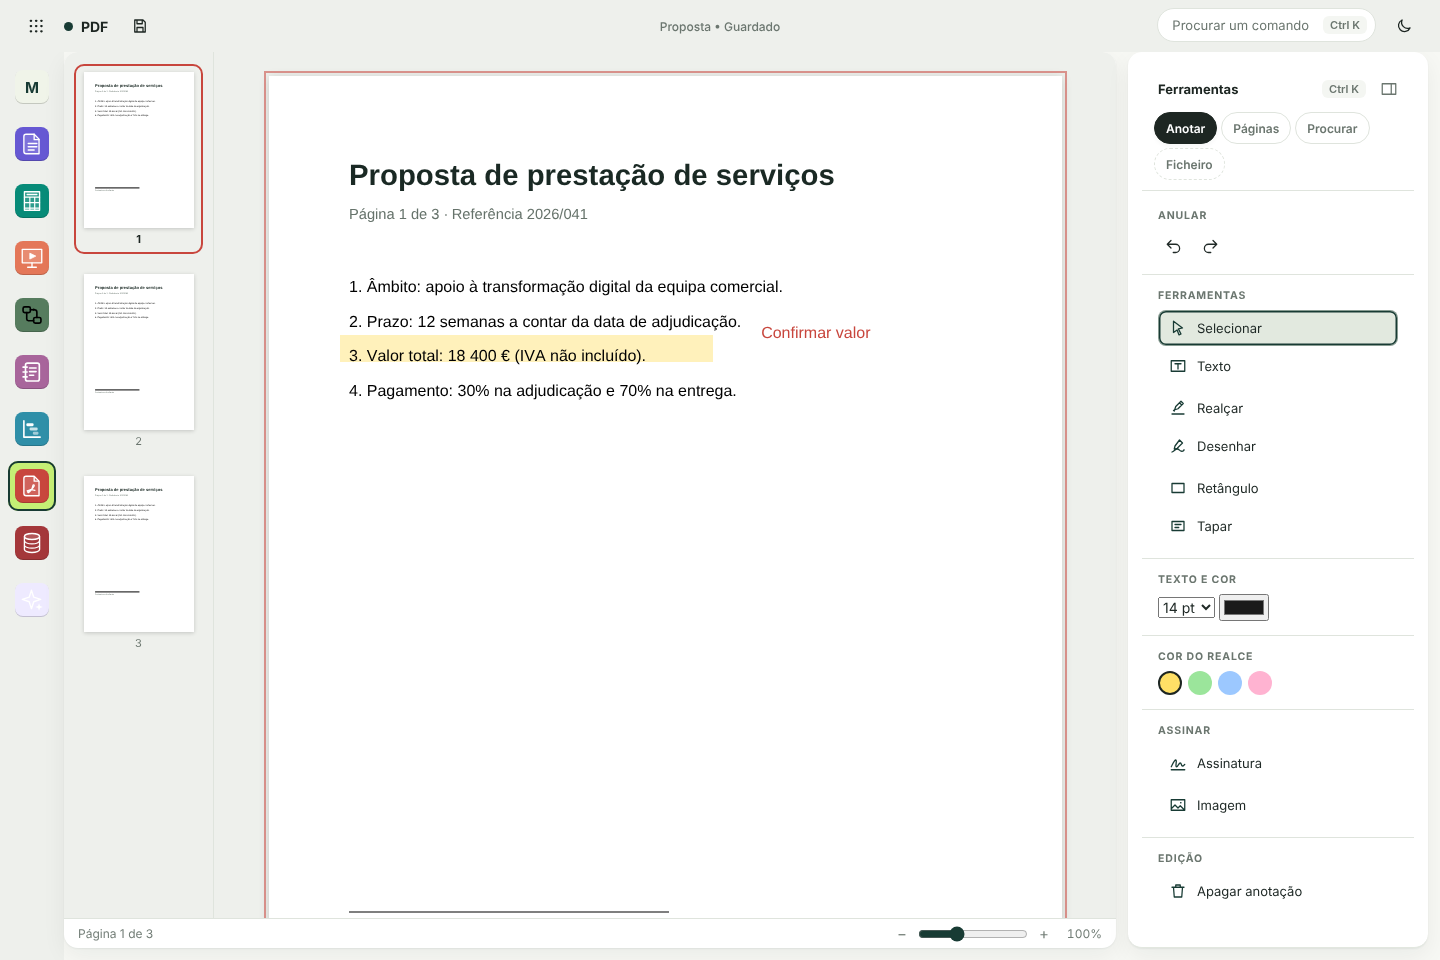 PDF
Proposta • Guardado
Procurar um comando
Ctrl K
M
1
2
3
Proposta de prestação de serviços
Página 1 de 3 · Referência 2026/041
1. Âmbito: apoio à transformação digital da equipa comercial.
2. Prazo: 12 semanas a contar da data de adjudicação.
Confirmar valor
3. Valor total: 18 400 € (IVA não incluído).
4. Pagamento: 30% na adjudicação e 70% na entrega.
Página 1 de 3
− + 100%
Ferramentas
Ctrl K
Anotar
Páginas
Procurar
Ficheiro
ANULAR
FERRAMENTAS
Selecionar
Texto
Realçar
Desenhar
Retângulo
Tapar
TEXTO E COR
14 pt
COR DO REALCE
ASSINAR
Assinatura
Imagem
EDIÇÃO
Apagar anotação